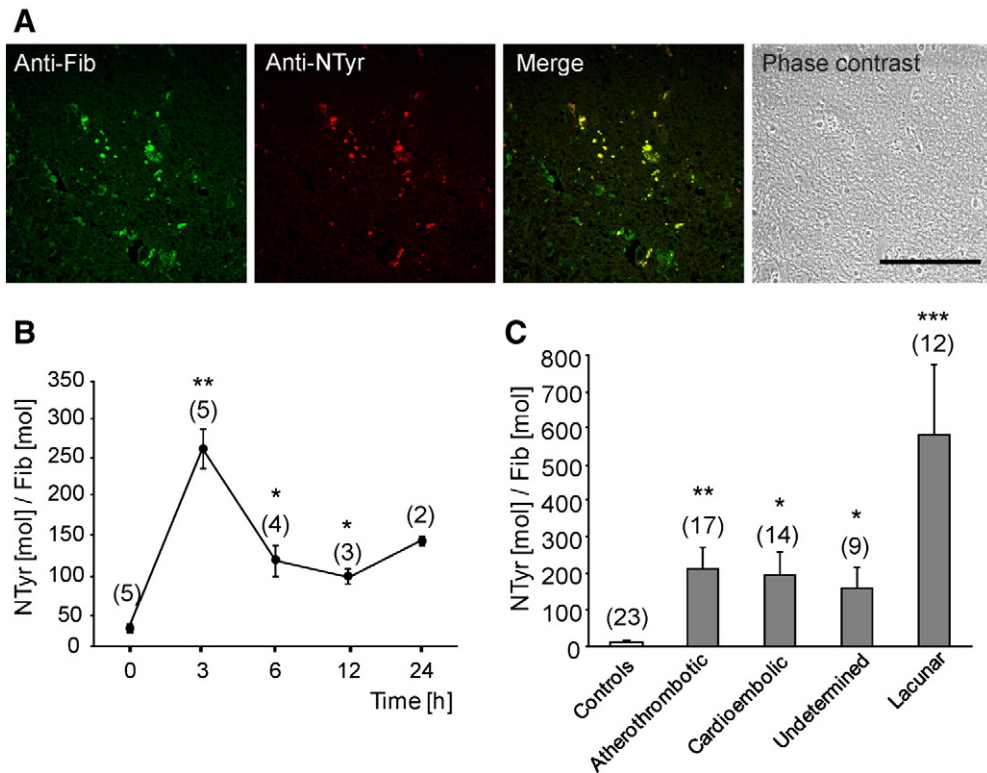 A
Anti-Fib
Anti-NTyr
Merge
Phase contrast
B
NTyr [mol] / Fib [mol]
350
300
250
150
100
50
0
(5)
**
(5)
*
(4)
*
(3)
(2)
0 3 6 12 24
Time [h]
C
NTyr [mol] / Fib [mol]
800
700
600
500
400
300
200
100
0
(23)
**
(17)
*
(14)
*
(9)
***
(12)
Controls
Atherothrombotic
Cardioembolic
Undetermined
Lacunar